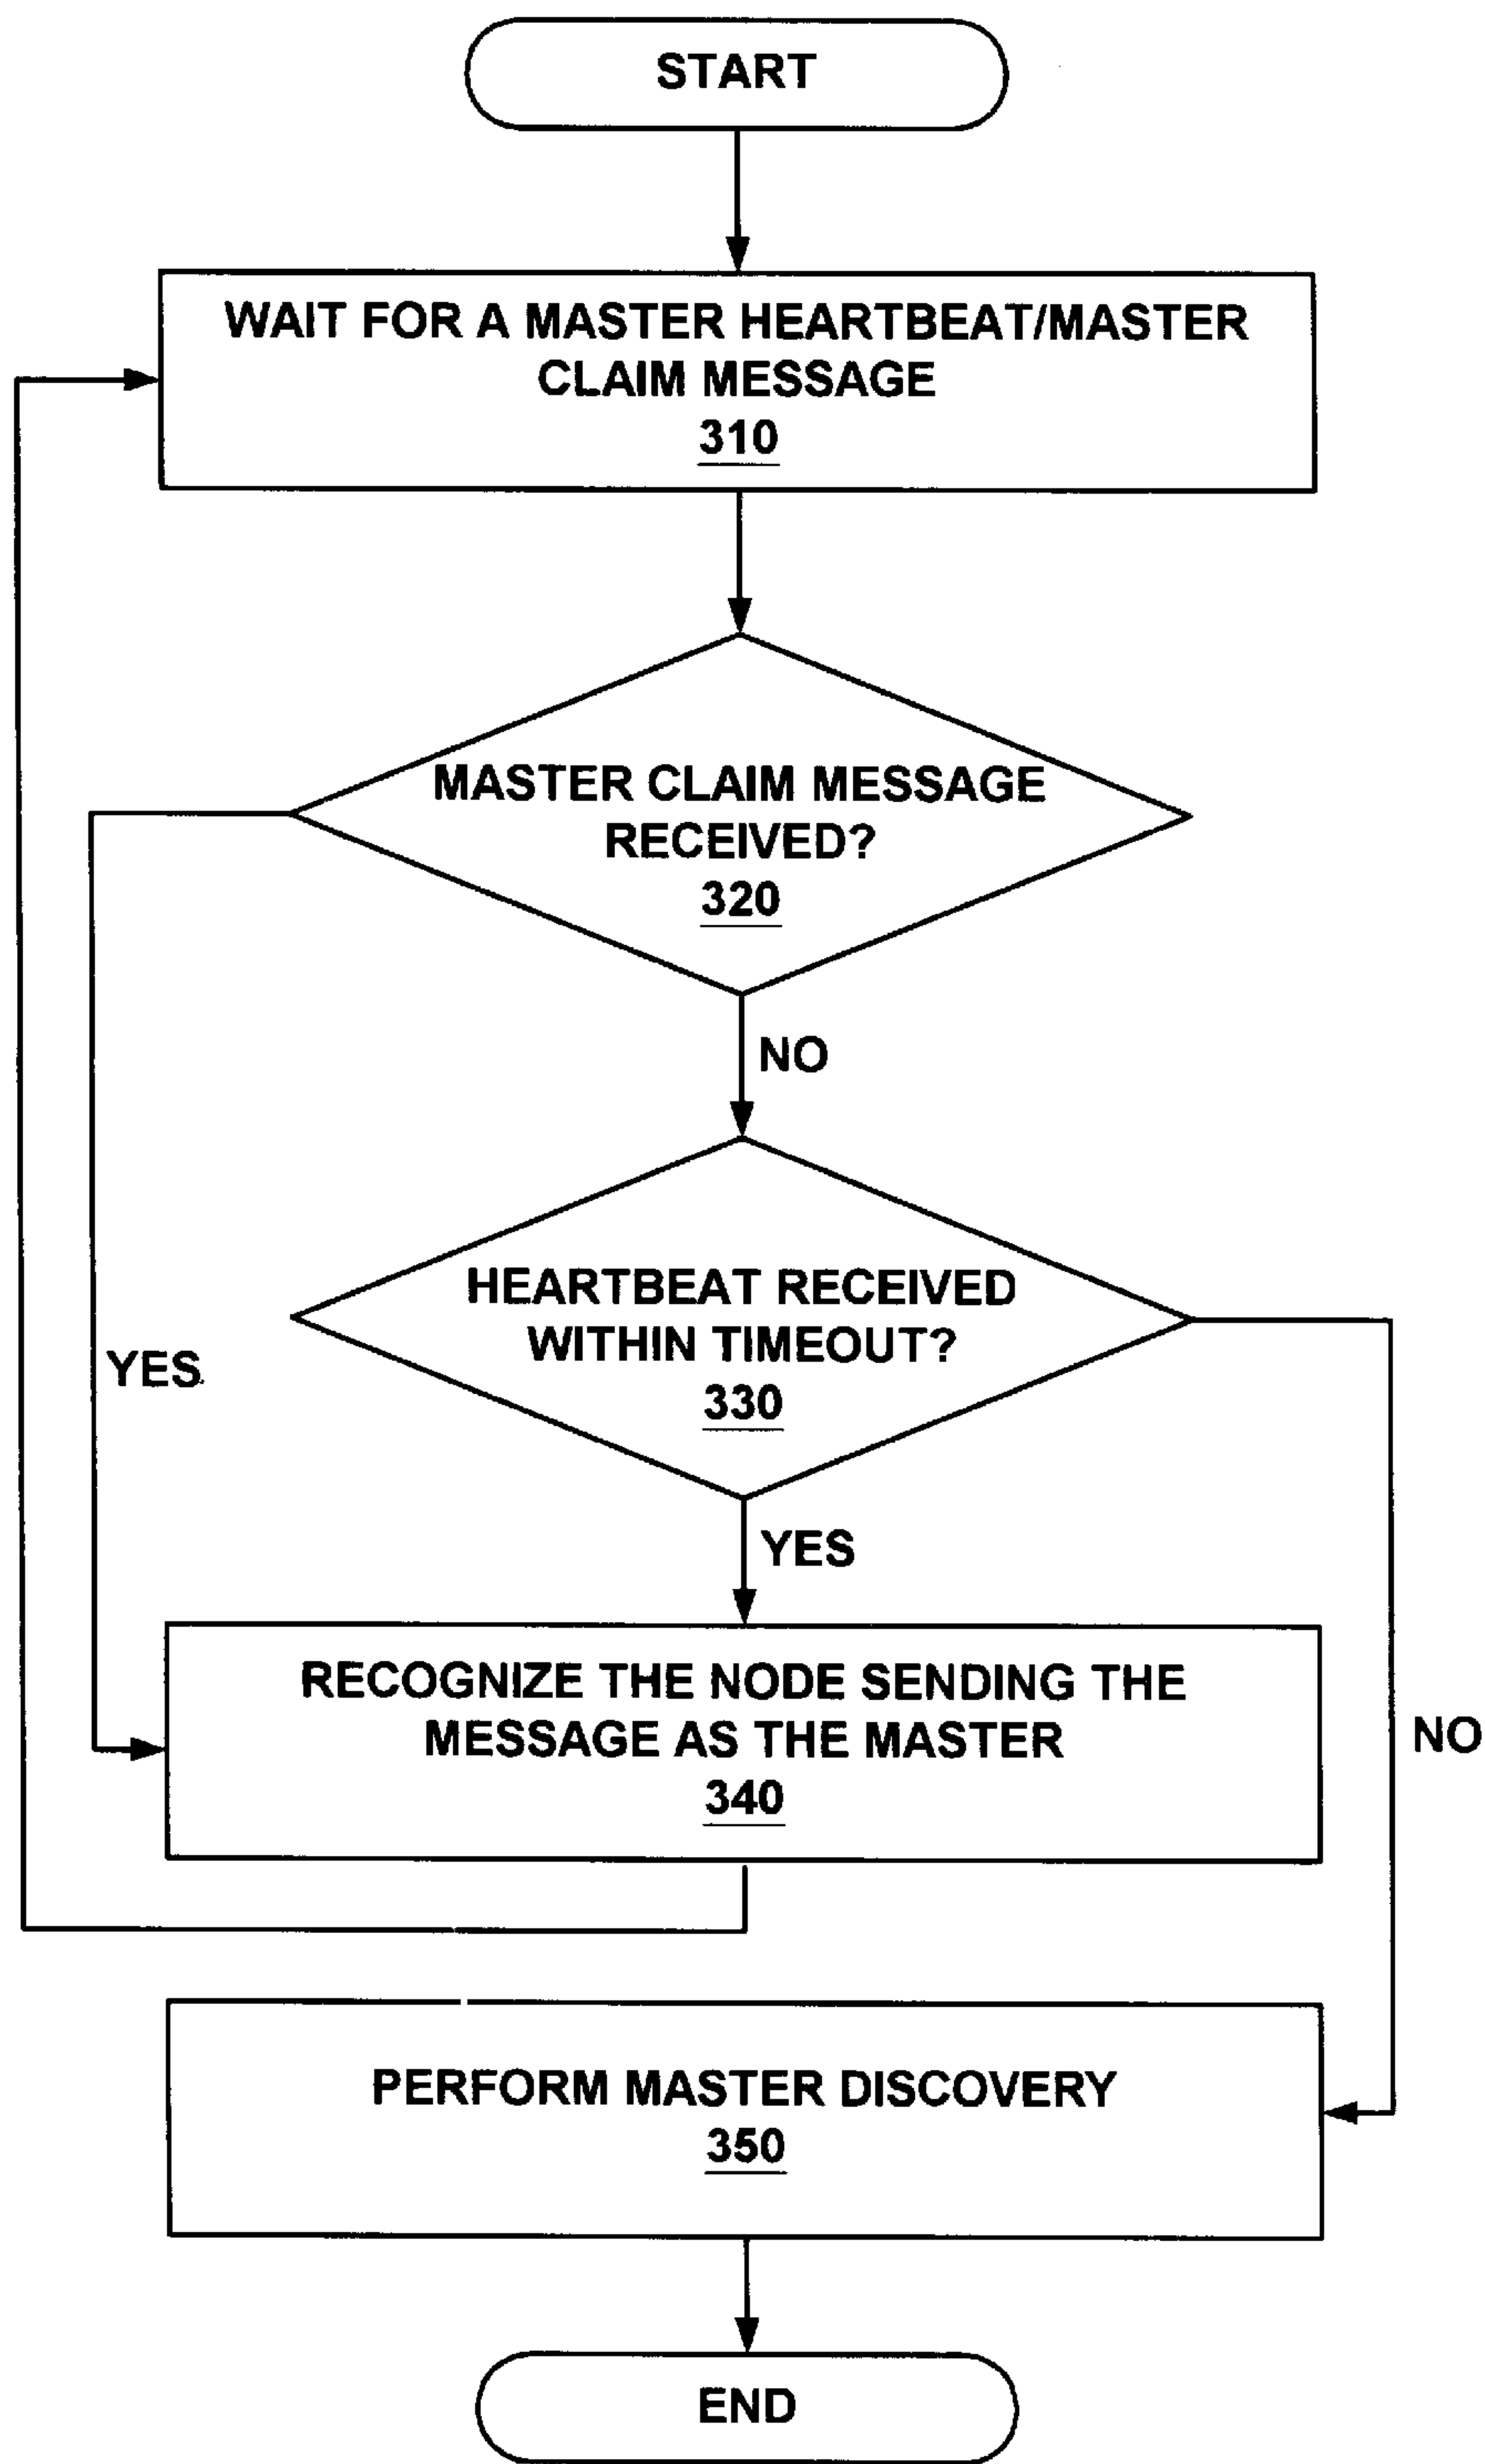 START
WAIT FOR A MASTER HEARTBEAT/MASTER
CLAIM MESSAGE
310
MASTER CLAIM MESSAGE
RECEIVED?
320
NO
HEARTBEAT RECEIVED
WITHIN TIMEOUT?
330
YES
YES
RECOGNIZE THE NODE SENDING THE
MESSAGE AS THE MASTER
340
NO
PERFORM MASTER DISCOVERY
350
END